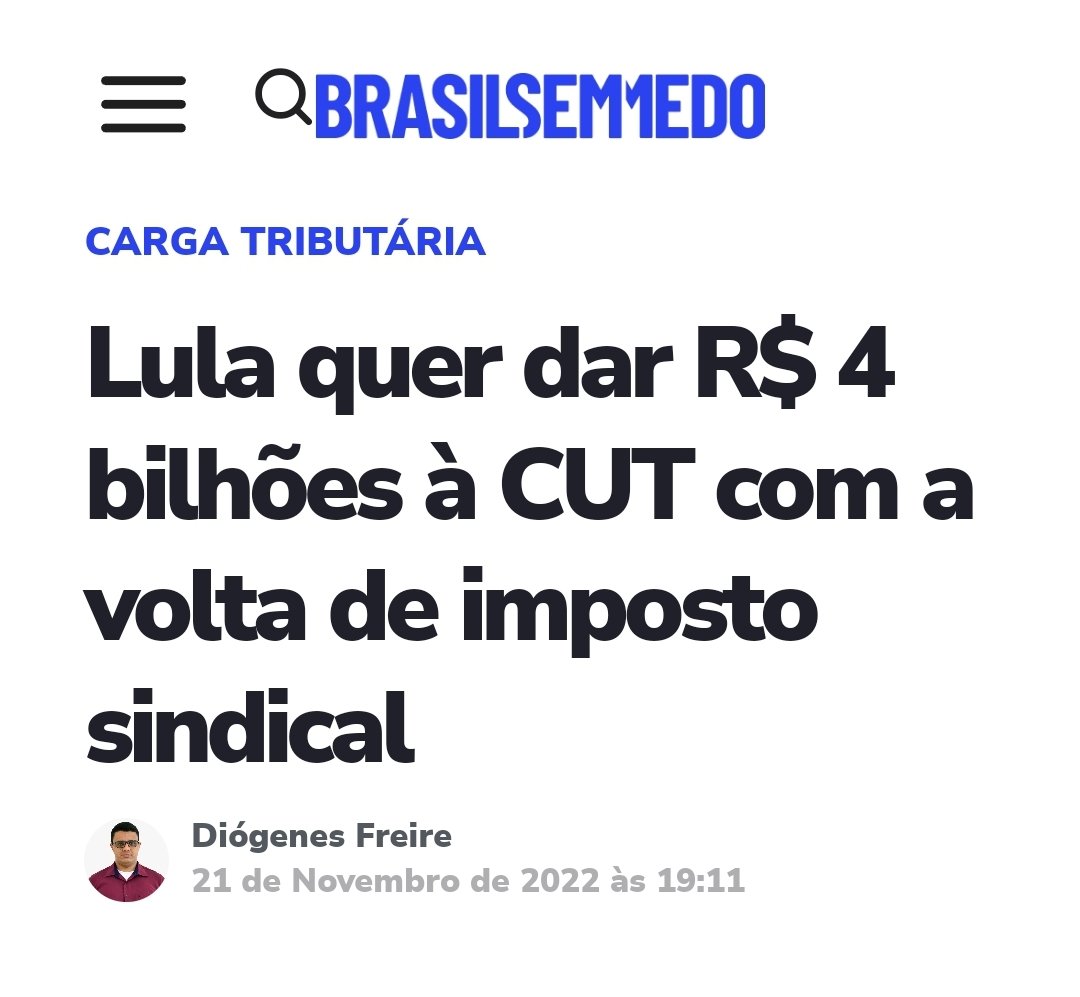 BRASILSEMMEDO
CARGA TRIBUTÁRIA
Lula quer dar R$ 4
bilhões à CUT com a
volta de imposto
sindical
Diógenes Freire
21 de Novembro de 2022 às 19:11